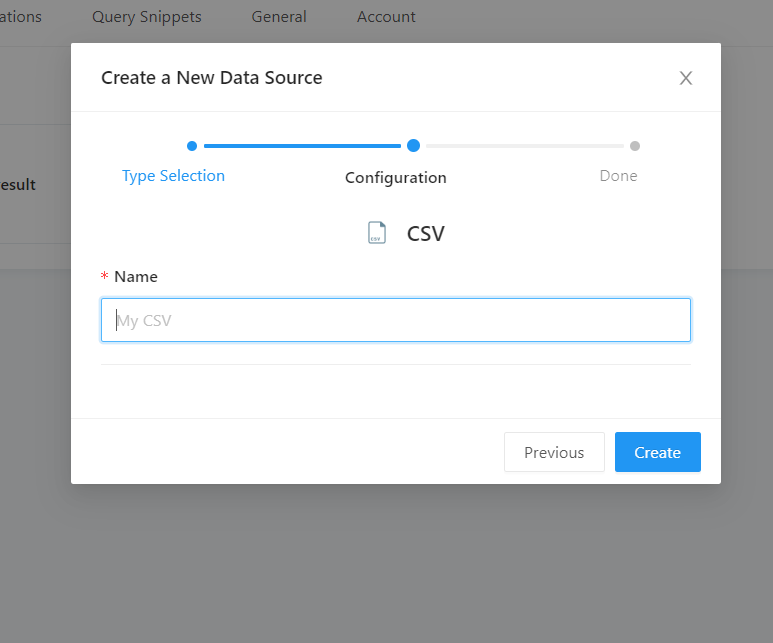 ations Query Snippets General Account
Create a New Data Source
Type Selection Configuration Done
esult
CSV CSV
* Name
My CSV
Previous Create